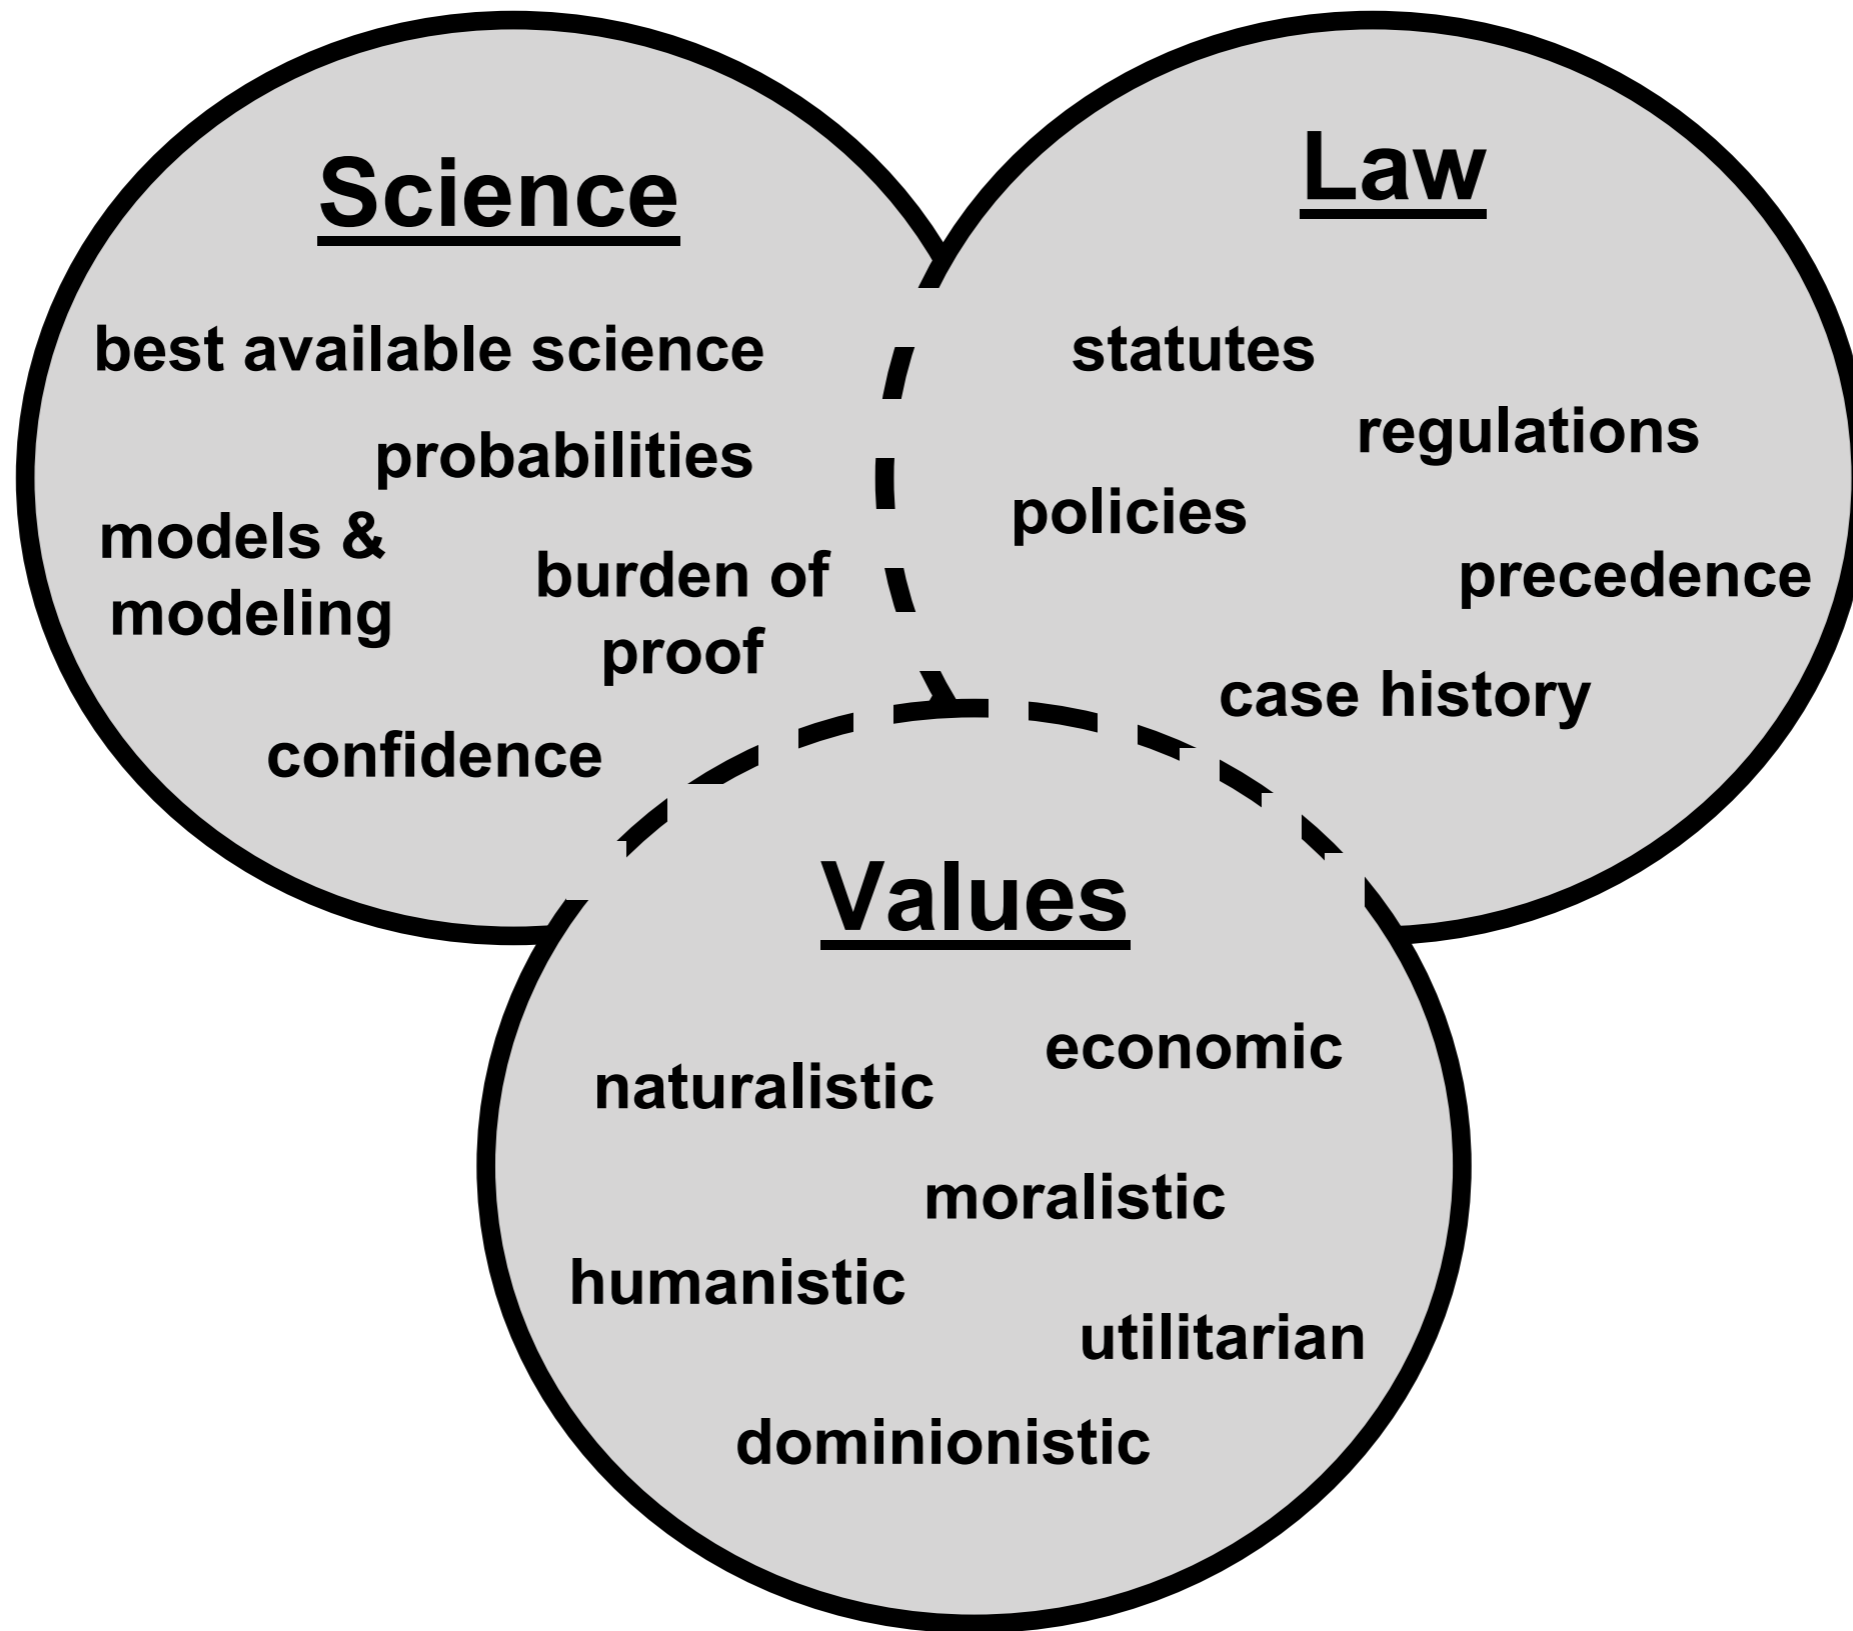 Science
best available science
probabilities
models &
modeling
burden of
proof
confidence
Law
statutes
regulations
policies
precedence
case history
Values
economic
naturalistic
moralistic
humanistic
utilitarian
dominionistic